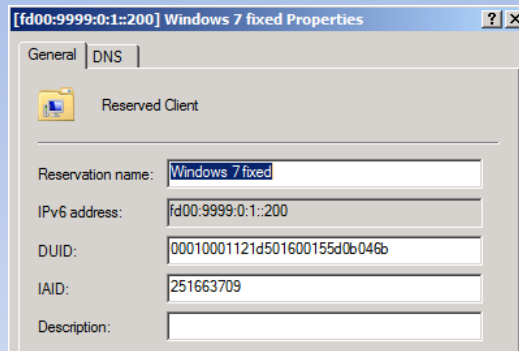 [fd00:9999:0:1::200] Windows 7 fixed Properties
General DNS
Reserved Client
Reservation name: Windows 7 fixed
IPv6 address: fd00:9999:0:1::200
DUID: 00010001121d501600155d0b046b
IAID: 251663709
Description: